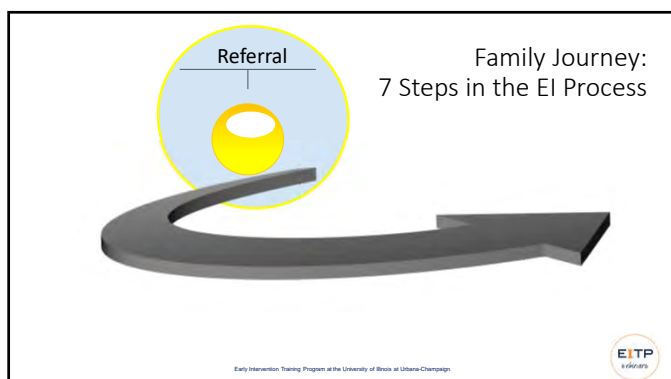 Referral
Family Journey:
7 Steps in the EI Process
Early Intervention Training Program at the University of Illinois at Urbana-Champaign
EITP
webinars